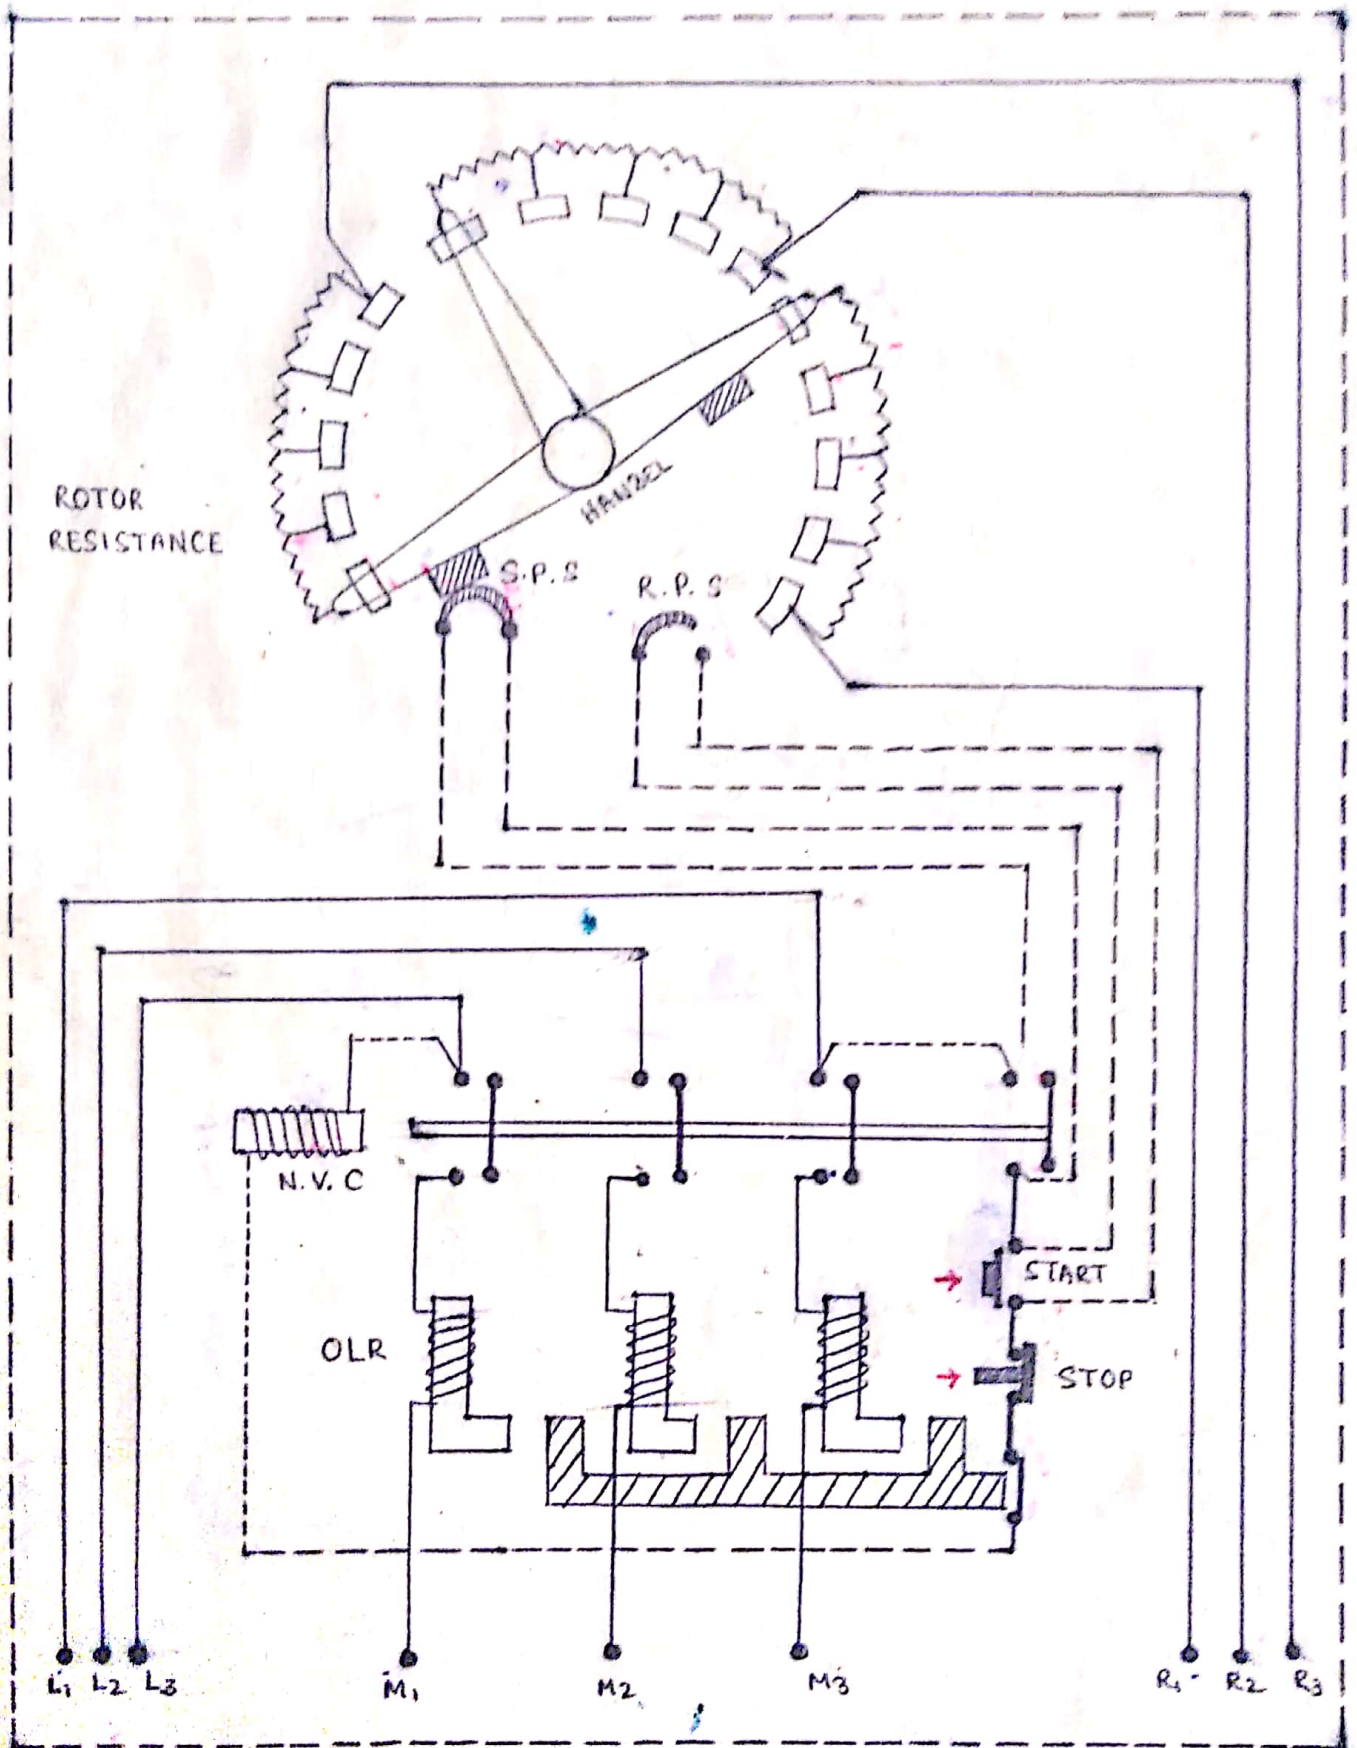 ROTOR
RESISTANCE
HANDEL
S.P.S
R.P.S
N.V.C
OLR
START
STOP
L1 L2 L3 M1 M2 M3 R1 R2 R3